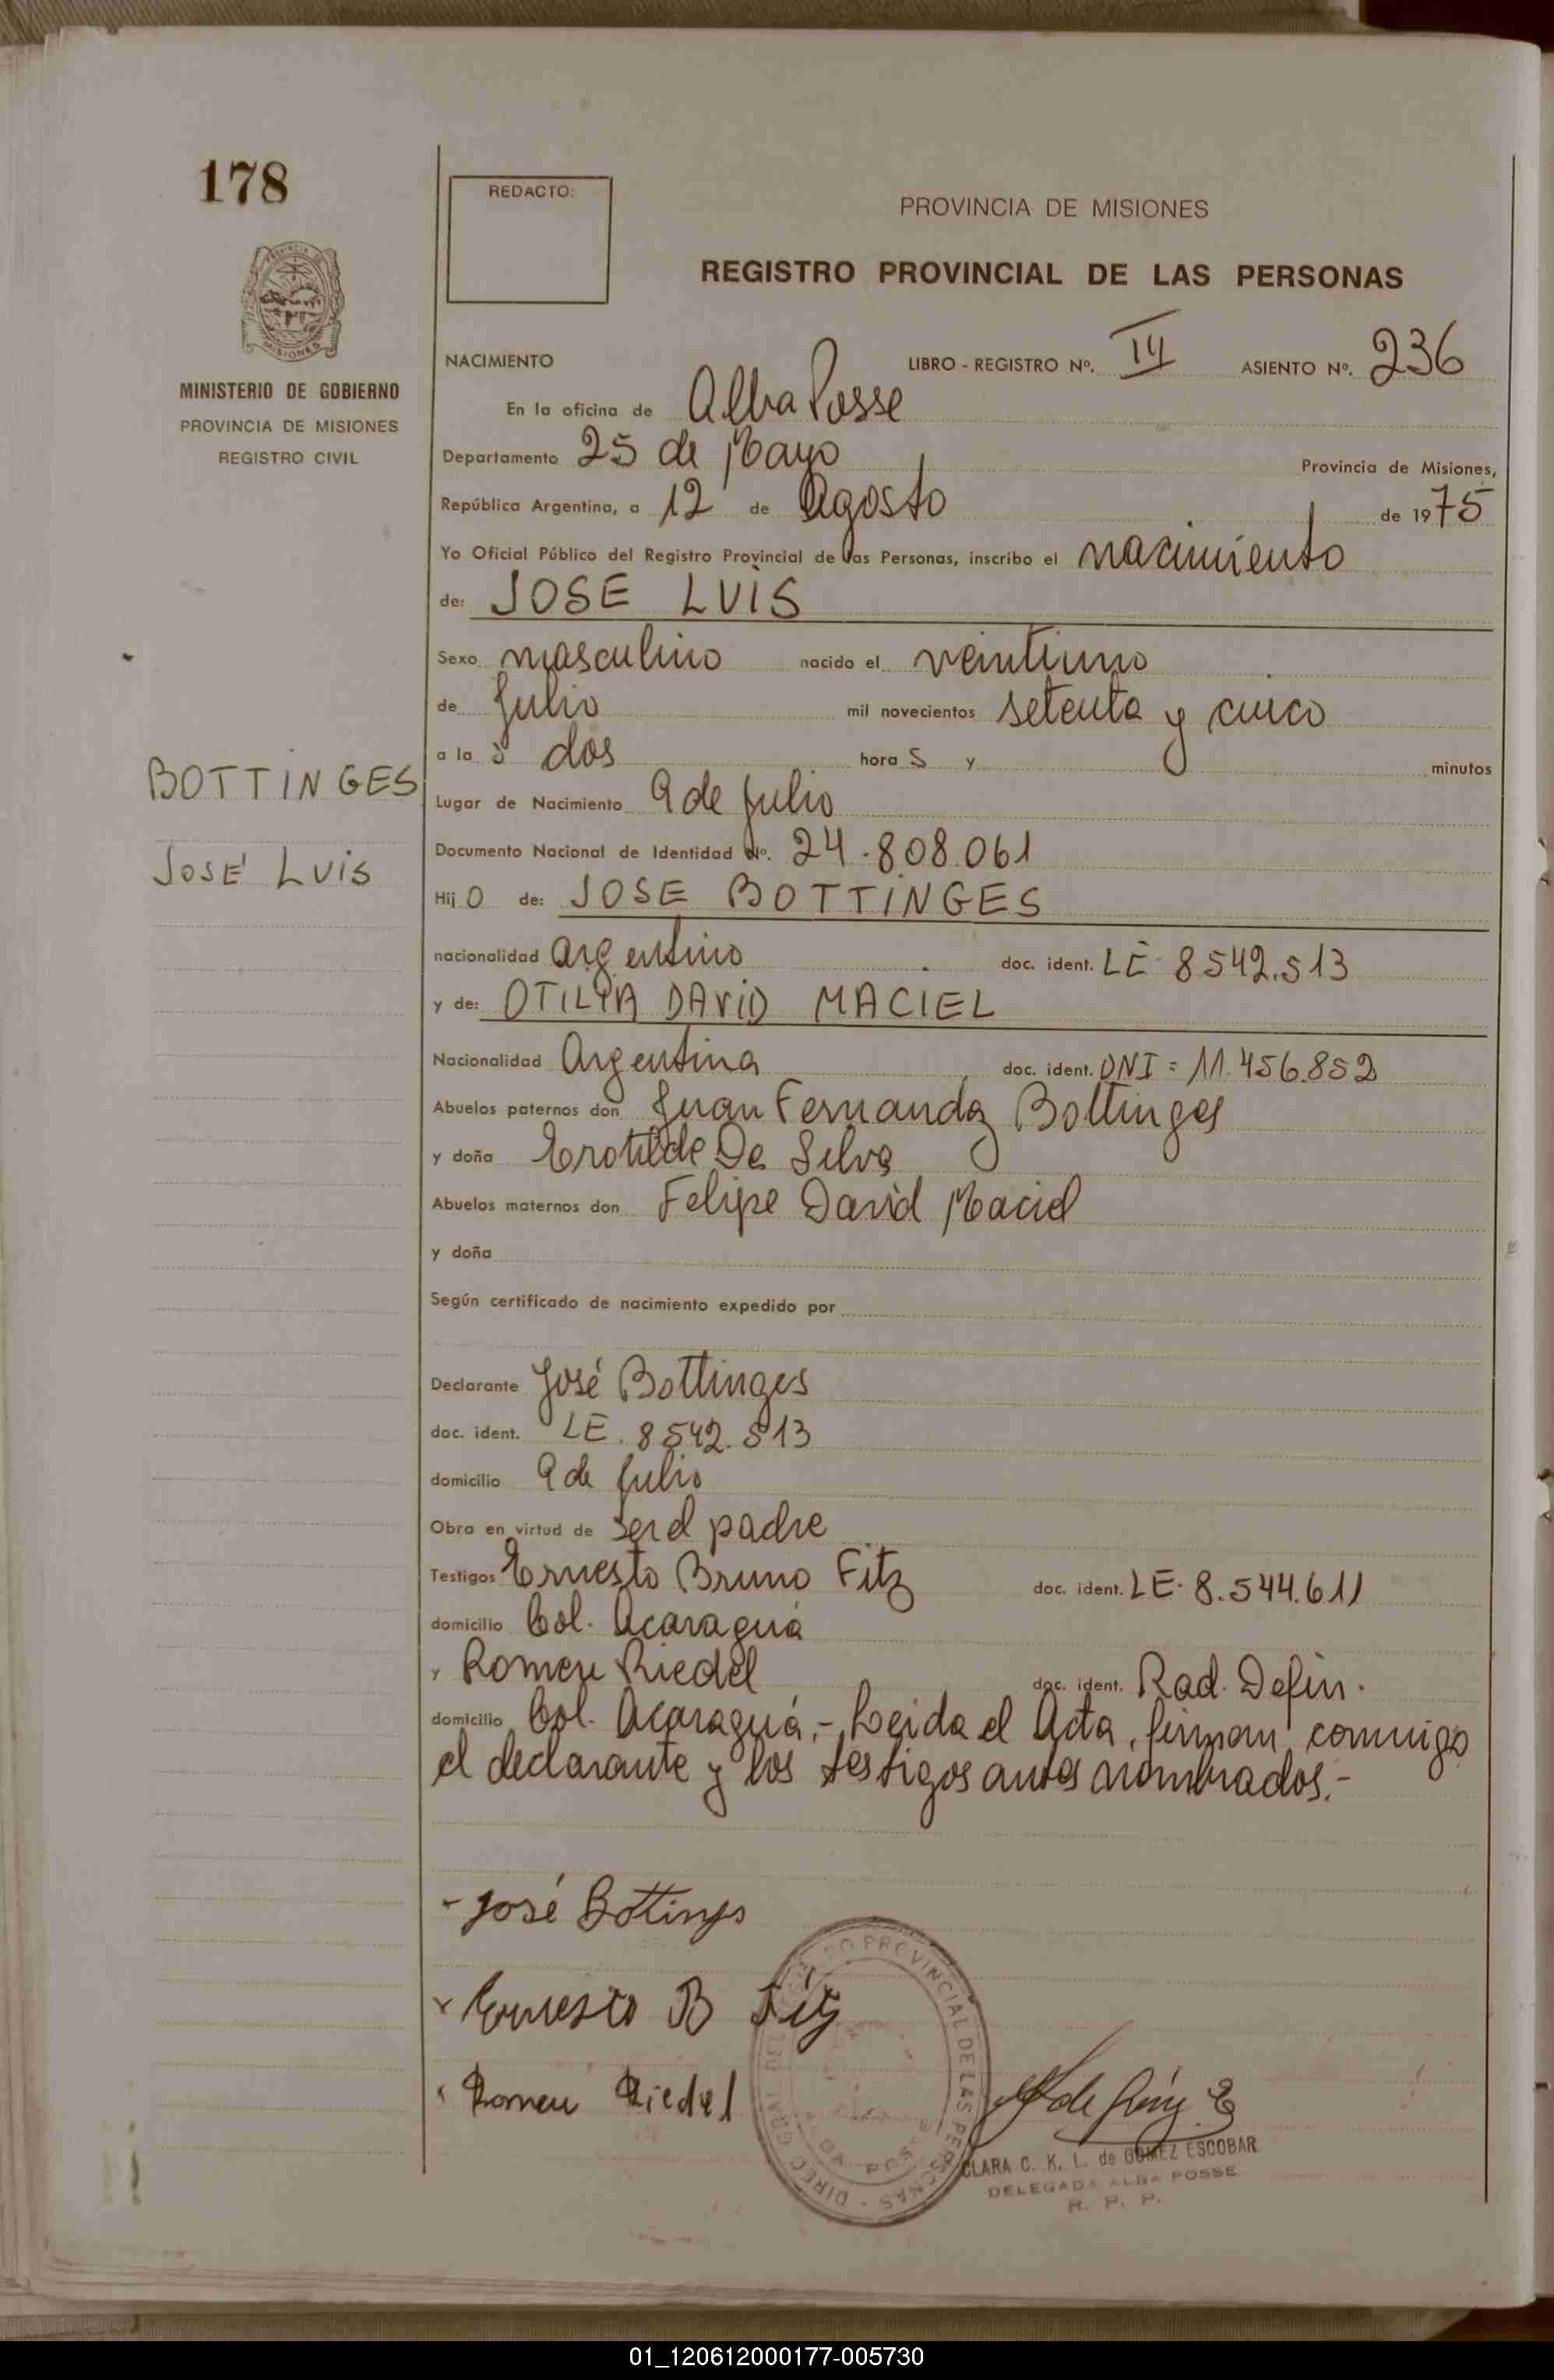 178
REDACTO:
PROVINCIA DE MISIONES
REGISTRO PROVINCIAL DE LAS PERSONAS
MISIONES
MINISTERIO DE GOBIERNO
PROVINCIA DE MISIONES
REGISTRO CIVIL
NACIMIENTO LIBRO - REGISTRO Nº. III ASIENTO Nº. 236
En la oficina de Alba Posse
Departamento 25 de Mayo Provincia de Misiones,
República Argentina, a 12 de Agosto de 1975
Yo Oficial Público del Registro Provincial de las Personas, inscribo el nacimiento
de: JOSE LUIS
Sexo masculino nacido el veintiuno
de Julio mil novecientos setenta y cinco
a las dos horas y minutos
BOTTINGES
Lugar de Nacimiento 9 de Julio
Documento Nacional de Identidad Nº. 24.808.061
JOSÉ LUIS
Hijo de: JOSE BOTTINGES
nacionalidad argentino doc. ident. LE 8542.513
y de: OTILIA DAVID MACIEL
Nacionalidad Argentina doc. ident. DNI = 11.456.852
Abuelos paternos don Juan Fernandez Bottinges
y doña Erotilde De Silva
Abuelos maternos don Felipe David Maciel
y doña
Según certificado de nacimiento expedido por
Declarante José Bottinges
doc. ident. LE. 8542.513
domicilio 9 de Julio
Obra en virtud de ser el padre
Testigos Ernesto Bruno Fitz doc. ident. LE. 8.544.611
domicilio Col. Acaraguá
y Romeu Riedel doc. ident. Rad. Defin.
domicilio Col. Acaraguá,- Leida el Acta, firman conmigo
el declarante y los testigos antes nombrados.-
- José Bottings
x Ernesto B Fitz
x Romeu Riedel
CLARA C. K. L. de GOMEZ ESCOBAR
DELEGADA ALBA POSSE
R. P. P.
01_120612000177-005730